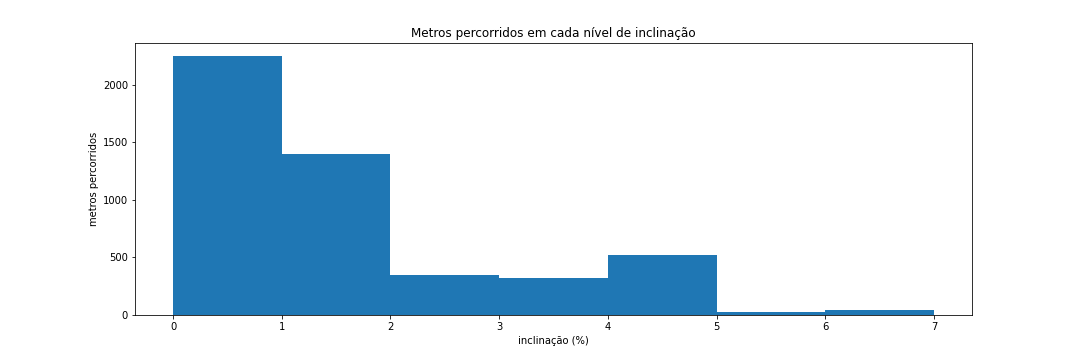 Metros percorridos em cada nível de inclinação
metros percorridos
2000
1500
1000
500
0
0 1 2 3 4 5 6 7
inclinação (%)